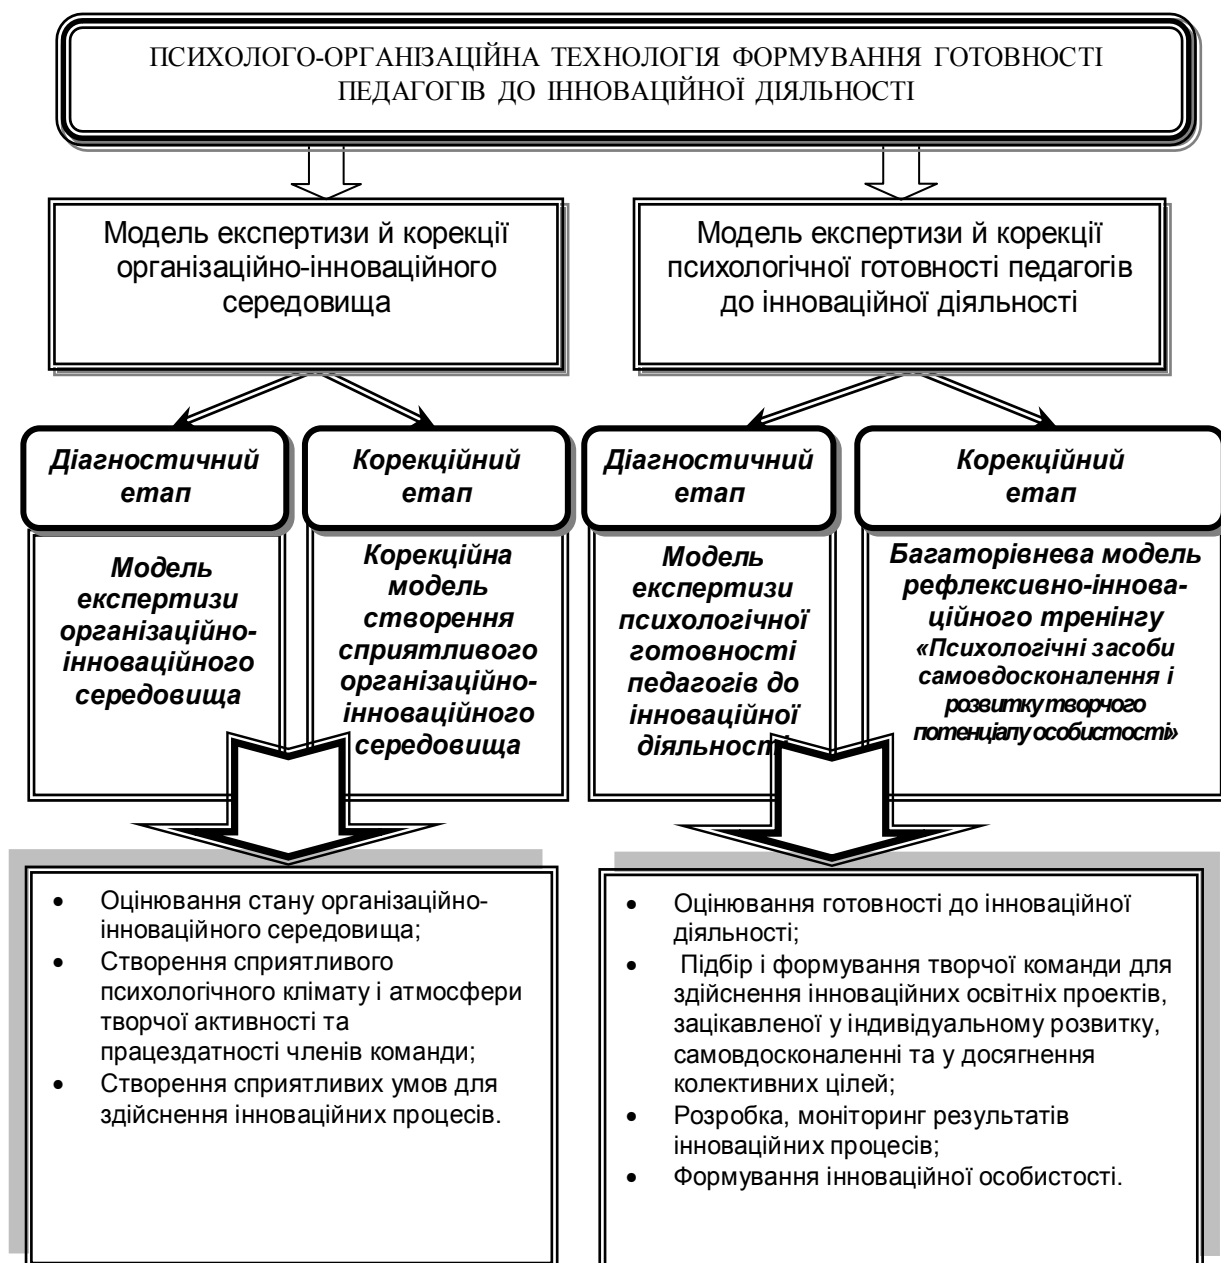 ПСИХОЛОГО-ОРГАНІЗАЦІЙНА ТЕХНОЛОГІЯ ФОРМУВАННЯ ГОТОВНОСТІ
ПЕДАГОГІВ ДО ІННОВАЦІЙНОЇ ДІЯЛЬНОСТІ
Модель експертизи й корекції
організаційно-інноваційного
середовища
Модель експертизи й корекції
психологічної готовності педагогів
до інноваційної діяльності
Діагностичний
етап
Модель
експертизи
організаційно-
інноваційного
середовища
Корекційний
етап
Корекційна
модель
створення
сприятливого
організаційно-
інноваційного
середовища
Діагностичний
етап
Модель
експертизи
психологічної
готовності
педагогів до
інноваційної
діяльності
Корекційний
етап
Багаторівнева модель
рефлексивно-іннова-
ційного тренінгу
«Психологічні засоби
самовдосконалення і
розвитку творчого
потенціалу особистості»
• Оцінювання стану організаційно-
інноваційного середовища;
• Створення сприятливого
психологічного клімату і атмосфери
творчої активності та
працездатності членів команди;
• Створення сприятливих умов для
здійснення інноваційних процесів.
• Оцінювання готовності до інноваційної
діяльності;
• Підбір і формування творчої команди для
здійснення інноваційних освітніх проектів,
зацікавленої у індивідуальному розвитку,
самовдосконаленні та у досягнення
колективних цілей;
• Розробка, моніторинг результатів
інноваційних процесів;
• Формування інноваційної особистості.